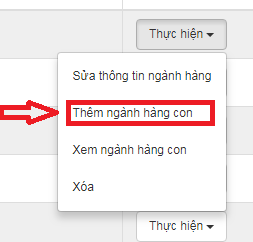 Thực hiện
Sửa thông tin ngành hàng
Thêm ngành hàng con
Xem ngành hàng con
Xóa
Thực hiện